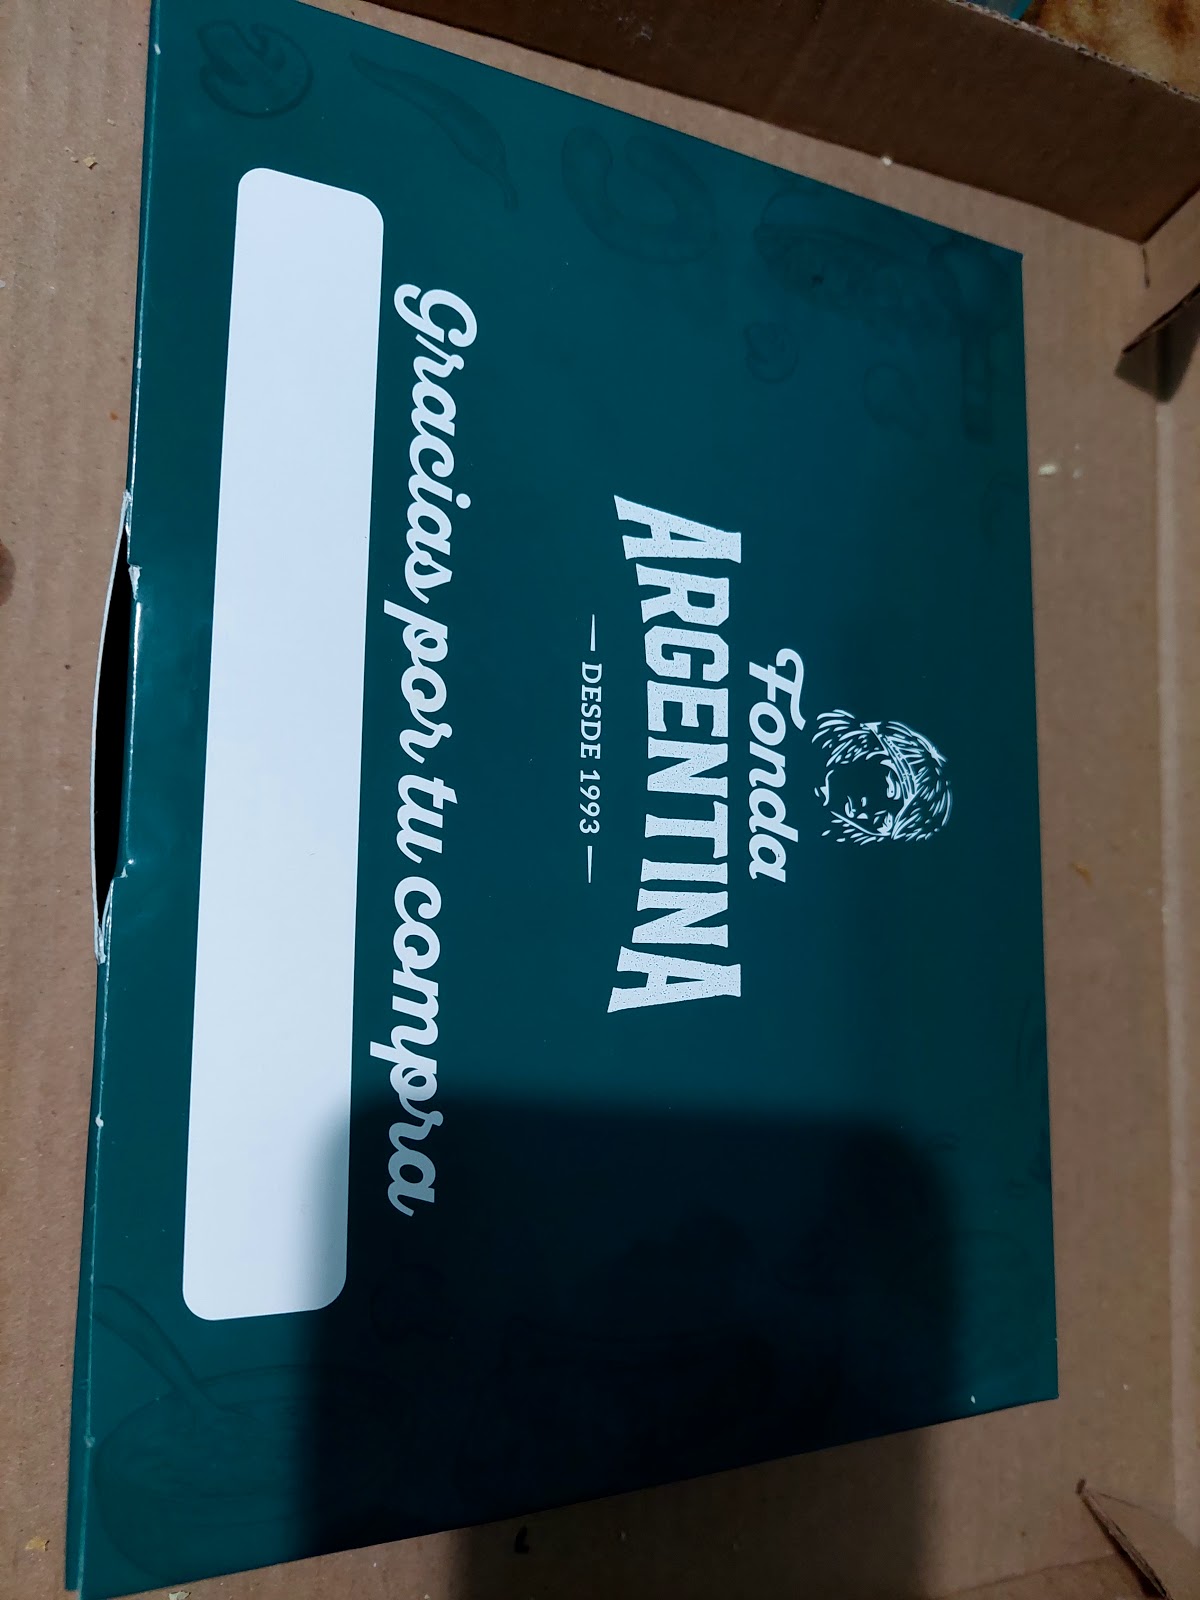 Fonda
ARGENTINA
— DESDE 1993 —
Gracias por tu compra